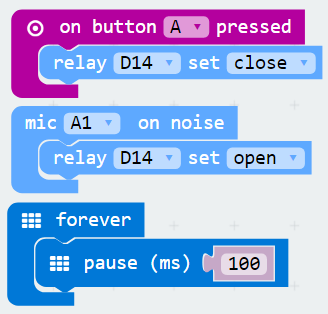 on button A pressed
relay D14 set close
mic A1 on noise
relay D14 set open
forever
pause (ms) 100